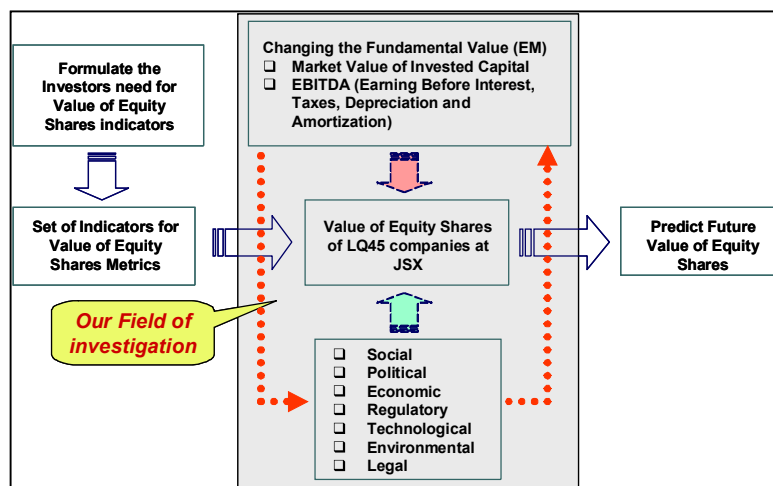 Formulate the
Investors need for
Value of Equity
Shares indicators
Changing the Fundamental Value (EM)
❑ Market Value of Invested Capital
❑ EBITDA (Earning Before Interest,
Taxes, Depreciation and
Amortization)
Set of Indicators for
Value of Equity
Shares Metrics
Value of Equity Shares
of LQ45 companies at
JSX
Predict Future
Value of Equity
Shares
Our Field of
investigation
❑ Social
❑ Political
❑ Economic
❑ Regulatory
❑ Technological
❑ Environmental
❑ Legal